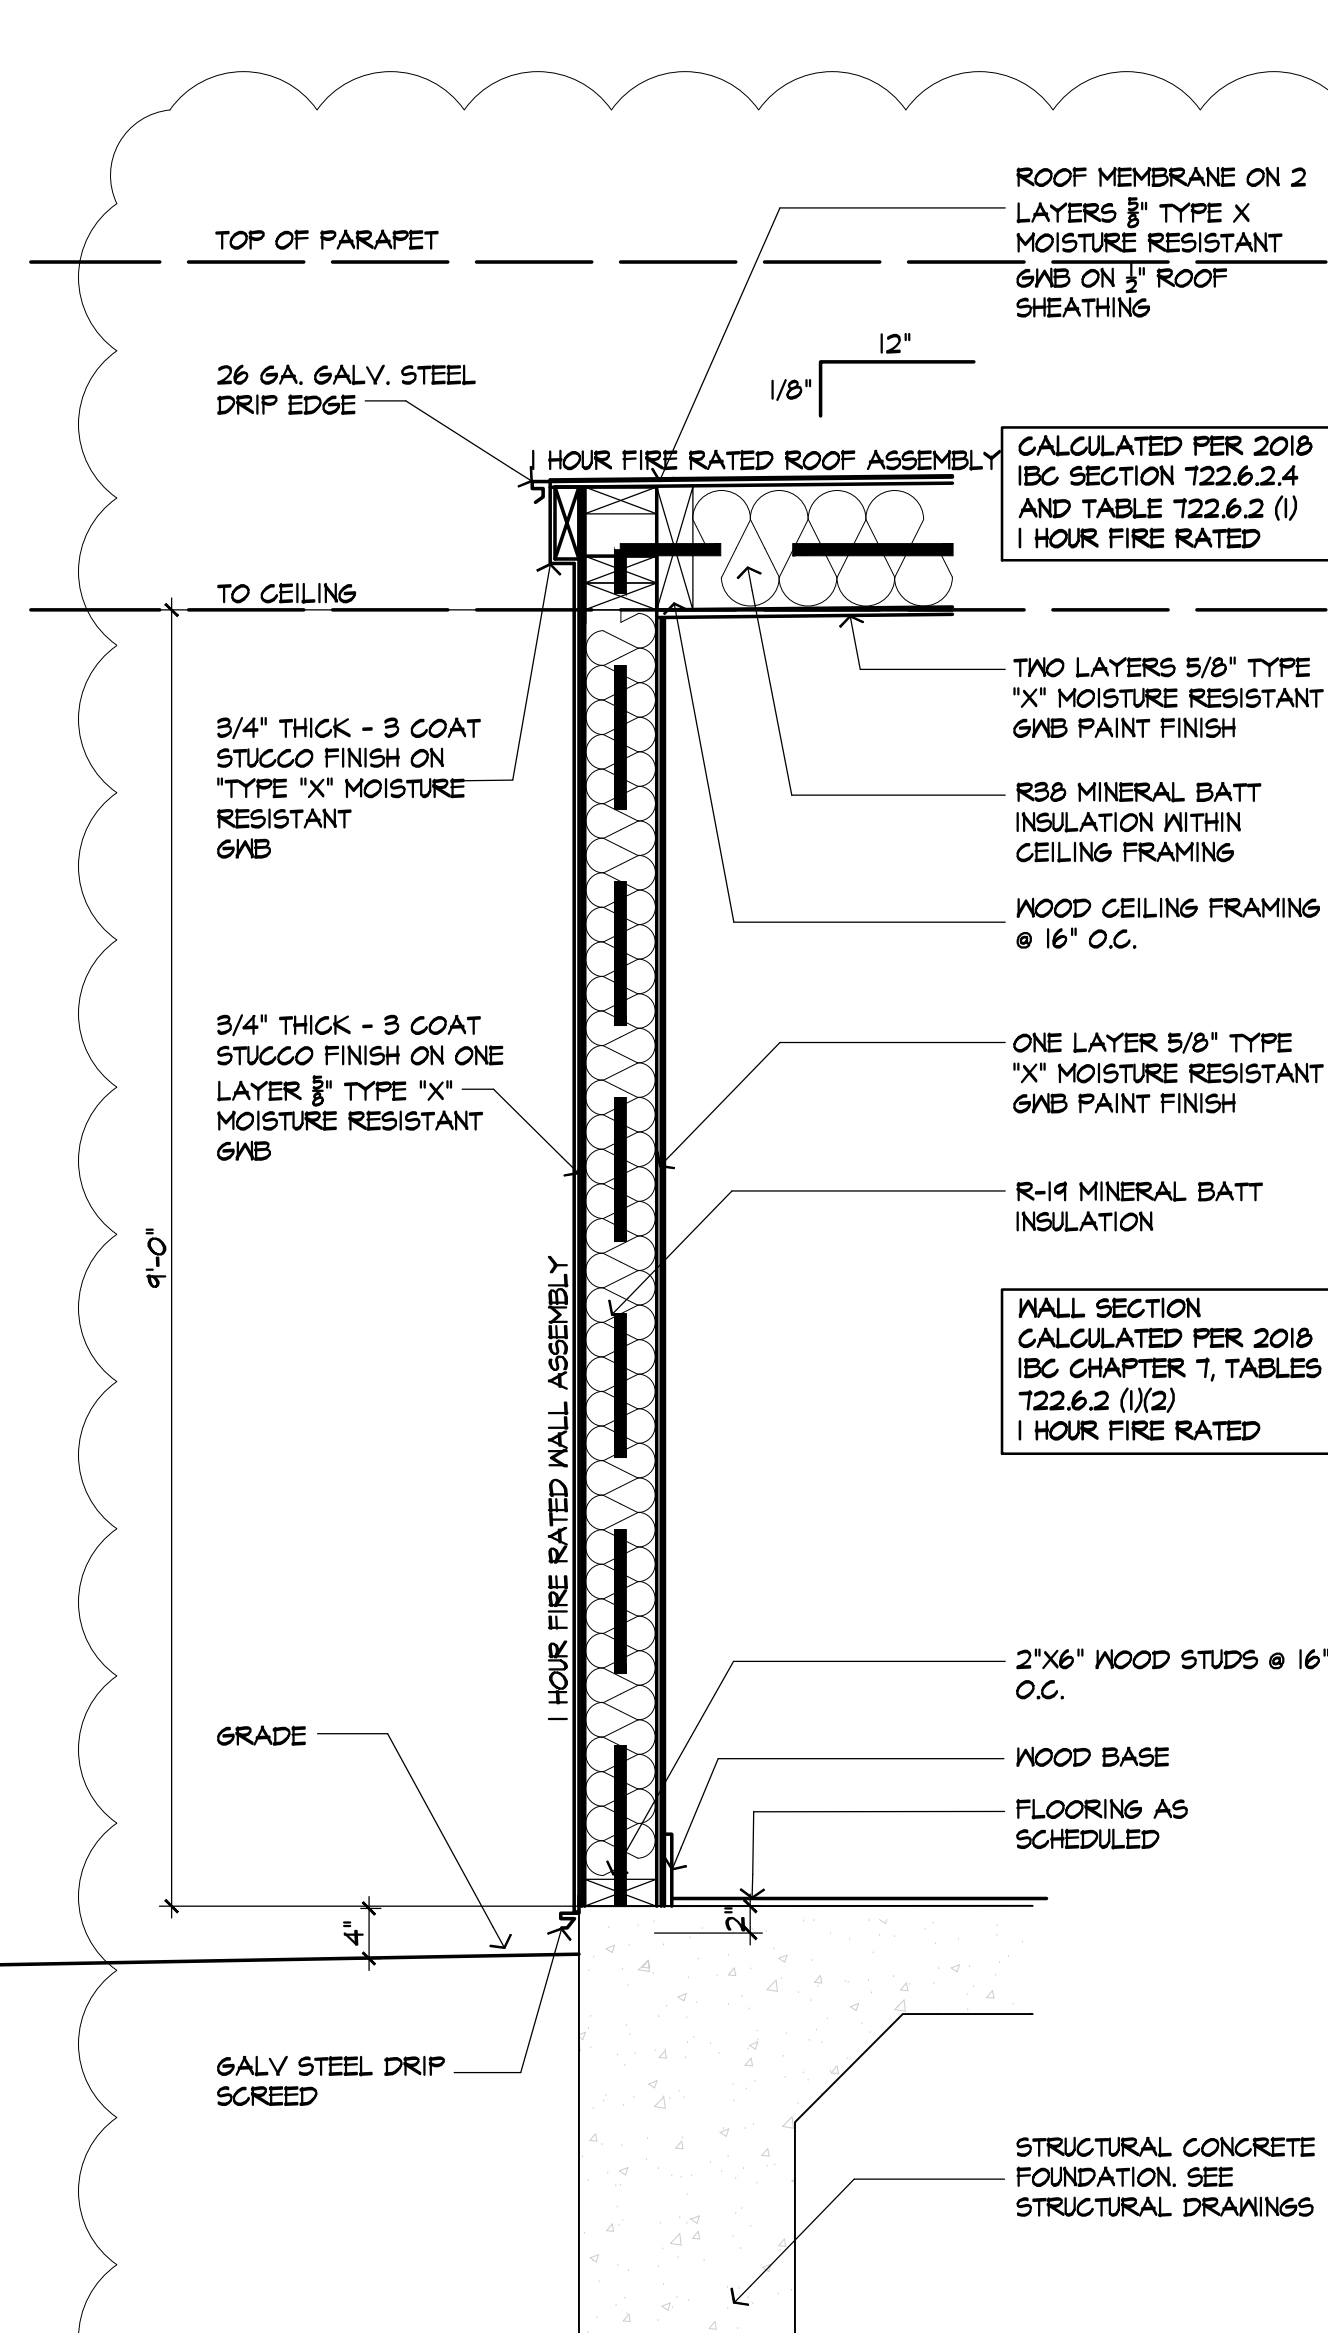 ROOF MEMBRANE ON 2
LAYERS 5/8" TYPE X
MOISTURE RESISTANT
GWB ON 1/2" ROOF
SHEATHING
TOP OF PARAPET
12"
1/8"
26 GA. GALV. STEEL
DRIP EDGE
1 HOUR FIRE RATED ROOF ASSEMBLY
CALCULATED PER 2018
IBC SECTION 722.6.2.4
AND TABLE 722.6.2 (1)
1 HOUR FIRE RATED
TO CEILING
TWO LAYERS 5/8" TYPE
"X" MOISTURE RESISTANT
GWB PAINT FINISH
3/4" THICK - 3 COAT
STUCCO FINISH ON
"TYPE "X" MOISTURE
RESISTANT
GWB
R38 MINERAL BATT
INSULATION WITHIN
CEILING FRAMING
WOOD CEILING FRAMING
@ 16" O.C.
3/4" THICK - 3 COAT
STUCCO FINISH ON ONE
LAYER 5/8" TYPE "X"
MOISTURE RESISTANT
GWB
ONE LAYER 5/8" TYPE
"X" MOISTURE RESISTANT
GWB PAINT FINISH
R-19 MINERAL BATT
INSULATION
9'-0"
1 HOUR FIRE RATED WALL ASSEMBLY
WALL SECTION
CALCULATED PER 2018
IBC CHAPTER 7, TABLES
722.6.2 (1)(2)
1 HOUR FIRE RATED
2"X6" WOOD STUDS @ 16"
O.C.
GRADE
WOOD BASE
FLOORING AS
SCHEDULED
4"
2"
GALV STEEL DRIP
SCREED
STRUCTURAL CONCRETE
FOUNDATION. SEE
STRUCTURAL DRAWINGS